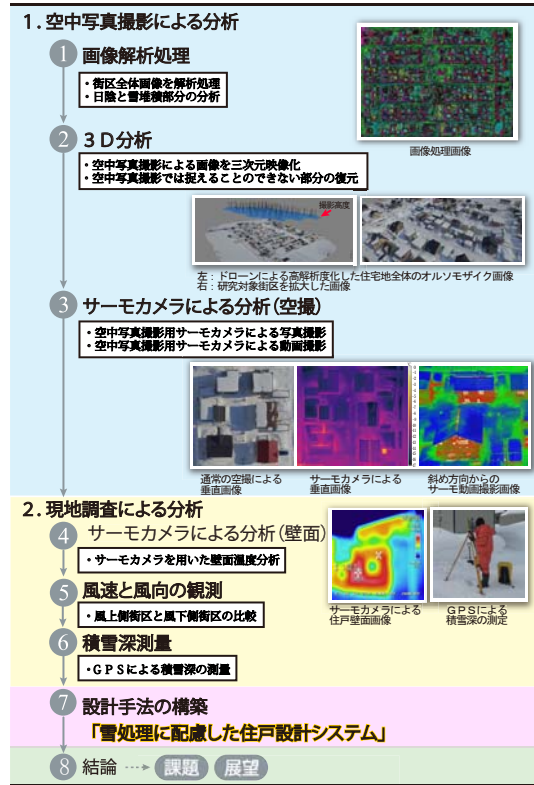 1．空中写真撮影による分析
1 画像解析処理
・街区全体画像を解析処理
・日陰と雪堆積部分の分析
画像処理画像
2 ３Ｄ分析
・空中写真撮影による画像を三次元映像化
・空中写真撮影では捉えることのできない部分の復元
撮影高度
左：ドローンによる高解析度化した住宅地全体のオルソモザイク画像
右：研究対象街区を拡大した画像
3 サーモカメラによる分析（空撮）
・空中写真撮影用サーモカメラによる写真撮影
・空中写真撮影用サーモカメラによる動画撮影
通常の空撮による
垂直画像
サーモカメラによる
垂直画像
斜め方向からの
サーモ動画撮影画像
2．現地調査による分析
4 サーモカメラによる分析（壁面）
・サーモカメラを用いた壁面温度分析
5 風速と風向の観測
・風上側街区と風下側街区の比較
サーモカメラによる
住戸壁面画像
ＧＰＳによる
積雪深の測定
6 積雪深測量
・ＧＰＳによる積雪深の測量
7 設計手法の構築
「雪処理に配慮した住戸設計システム」
8 結論 課題 展望